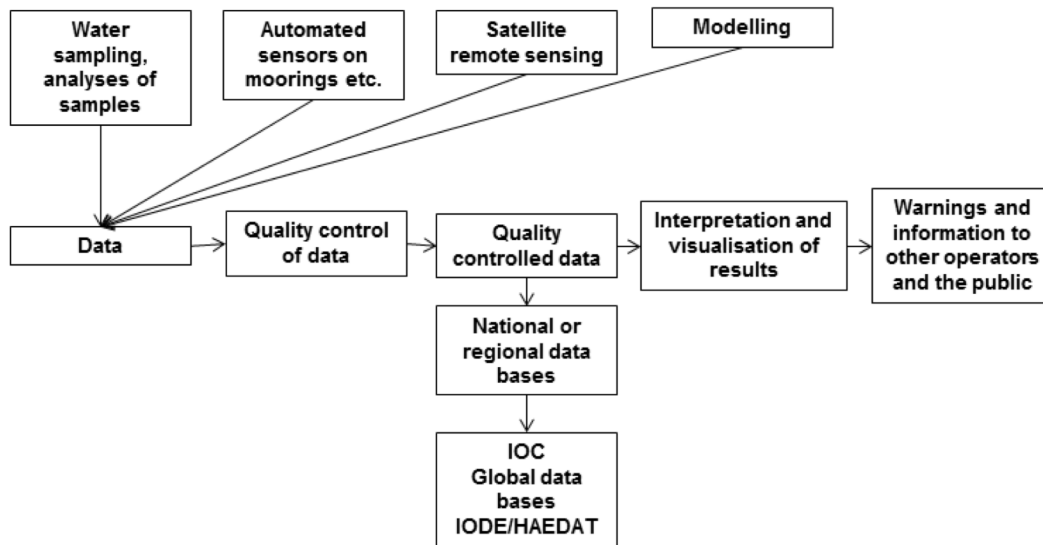 Water
sampling,
analyses of
samples
Automated
sensors on
moorings etc.
Satellite
remote sensing
Modelling
Data
Quality control
of data
Quality
controlled data
Interpretation and
visualisation of
results
Warnings and
information to
other operators
and the public
National or
regional data
bases
IOC
Global data
bases
IODE/HAEDAT